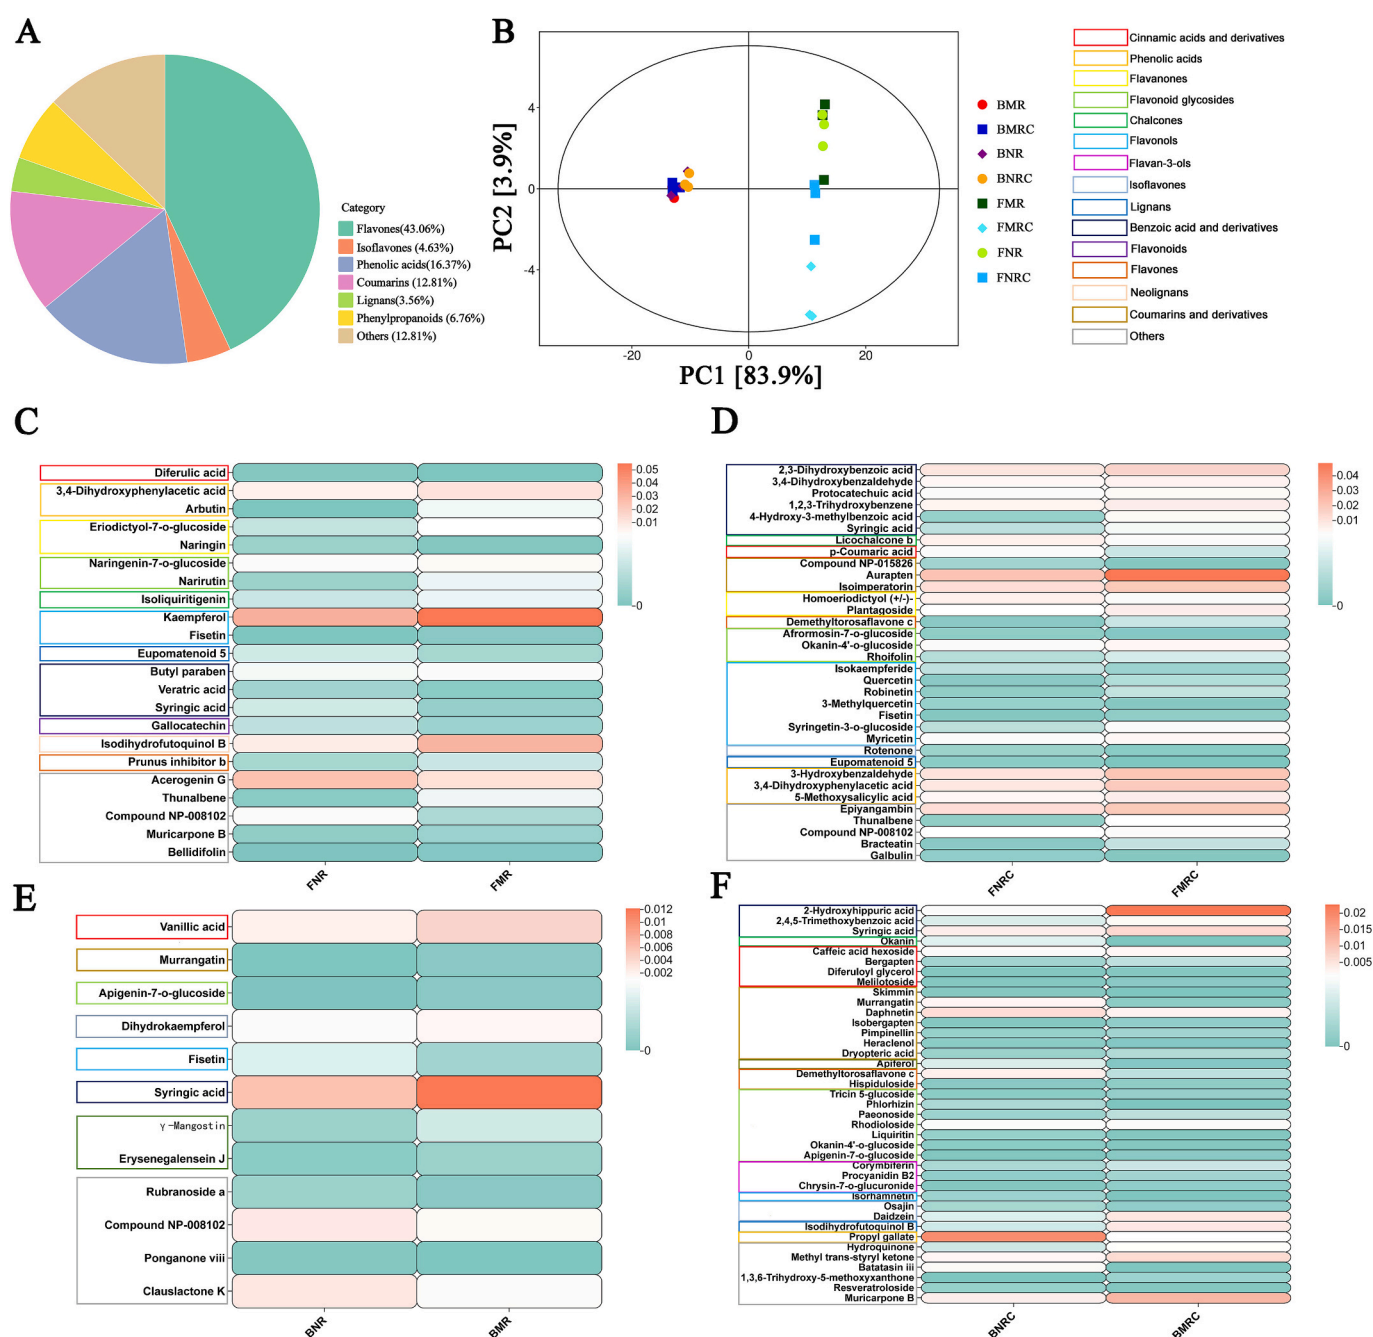 A
Category
Flavones(43.06%)
Isoflavones (4.63%)
Phenolic acids(16.37%)
Coumarins (12.81%)
Lignans(3.56%)
Phenylpropanoids (6.76%)
Others (12.81%)
B
PC2 [3.9%]
4
0
-4
-20
0
20
PC1 [83.9%]
BMR
BMRC
BNR
BNRC
FMR
FMRC
FNR
FNRC
Cinnamic acids and derivatives
Phenolic acids
Flavanones
Flavonoid glycosides
Chalcones
Flavonols
Flavan-3-ols
Isoflavones
Lignans
Benzoic acid and derivatives
Flavonoids
Flavones
Neolignans
Coumarins and derivatives
Others
C
Diferulic acid
3,4-Dihydroxyphenylacetic acid
Arbutin
Eriodictyol-7-o-glucoside
Naringin
Naringenin-7-o-glucoside
Narirutin
Isoliquiritigenin
Kaempferol
Fisetin
Eupomatenoid 5
Butyl paraben
Veratric acid
Syringic acid
Gallocatechin
Isodihydrofutoquinol B
Prunus inhibitor b
Acerogenin G
Thunalbene
Compound NP-008102
Muricarpone B
Bellidifolin
FNR
FMR
0.05
0.04
0.03
0.02
0.01
0
D
2,3-Dihydroxybenzoic acid
3,4-Dihydroxybenzaldehyde
Protocatechuic acid
1,2,3-Trihydroxybenzene
4-Hydroxy-3-methylbenzoic acid
Syringic acid
Licochalcone b
p-Coumaric acid
Compound NP-015826
Aurapten
Isoimperatorin
Homoeriodictyol (+/-)-
Plantagoside
Demethyltorosaflavone c
Afrormosin-7-o-glucoside
Okanin-4'-o-glucoside
Rhoifolin
Isokaempferide
Quercetin
Robinetin
3-Methylquercetin
Fisetin
Syringetin-3-o-glucoside
Myricetin
Rotenone
Eupomatenoid 5
3-Hydroxybenzaldehyde
3,4-Dihydroxyphenylacetic acid
5-Methoxysalicylic acid
Epiyangambin
Thunalbene
Compound NP-008102
Bracteatin
Galbulin
FNRC
FMRC
0.04
0.03
0.02
0.01
0
E
Vanillic acid
Murrangatin
Apigenin-7-o-glucoside
Dihydrokaempferol
Fisetin
Syringic acid
γ-Mangostin
Erysenegalensein J
Rubranoside a
Compound NP-008102
Ponganone viii
Clauslactone K
BNR
BMR
0.012
0.01
0.008
0.006
0.004
0.002
0
F
2-Hydroxyhippuric acid
2,4,5-Trimethoxybenzoic acid
Syringic acid
Okanin
Caffeic acid hexoside
Bergapten
Diferuloyl glycerol
Melilotoside
Skimmin
Murrangatin
Daphnetin
Isobergapten
Pimpinellin
Heraclenol
Dryopteric acid
Apiferol
Demethyltorosaflavone c
Hispiduloside
Tricin 5-glucoside
Phlorhizin
Paeonoside
Rhodioloside
Liquiritin
Okanin-4'-o-glucoside
Apigenin-7-o-glucoside
Corymbiferin
Procyanidin B2
Chrysin-7-o-glucuronide
Isorhamnetin
Osajin
Daidzein
Isodihydrofutoquinol B
Propyl gallate
Hydroquinone
Methyl trans-styryl ketone
Batatasin iii
1,3,6-Trihydroxy-5-methoxyxanthone
Resveratroloside
Muricarpone B
BNRC
BMRC
0.02
0.015
0.005
0